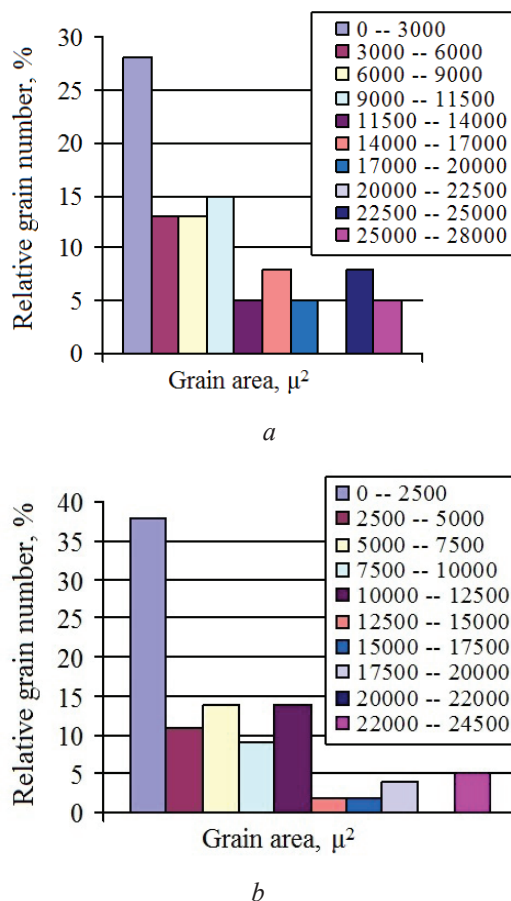 Relative grain number, %
30
25
20
15
10
5
0
0 -- 3000
3000 -- 6000
6000 -- 9000
9000 -- 11500
11500 -- 14000
14000 -- 17000
17000 -- 20000
20000 -- 22500
22500 -- 25000
25000 -- 28000
Grain area, μ²
a
Relative grain number, %
40
35
30
25
20
15
10
5
0
0 -- 2500
2500 -- 5000
5000 -- 7500
7500 -- 10000
10000 -- 12500
12500 -- 15000
15000 -- 17500
17500 -- 20000
20000 -- 22000
22000 -- 24500
Grain area, μ²
b